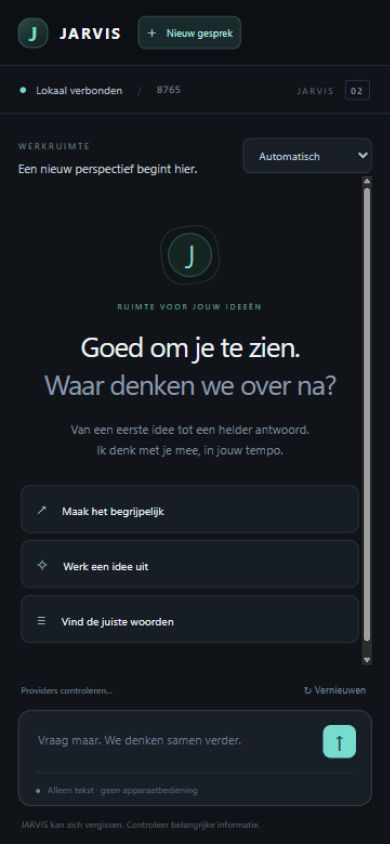 J JARVIS + Nieuw gesprek
Lokaal verbonden / 8765 JARVIS 02
WERKRUIMTE
Een nieuw perspectief begint hier.
Automatisch
J
RUIMTE VOOR JOUW IDEEËN
Goed om je te zien.
Waar denken we over na?
Van een eerste idee tot een helder antwoord.
Ik denk met je mee, in jouw tempo.
Maak het begrijpelijk
Werk een idee uit
Vind de juiste woorden
Providers controleren... ↻ Vernieuwen
Vraag maar. We denken samen verder.
Alleen tekst · geen apparaatbediening
JARVIS kan zich vergissen. Controleer belangrijke informatie.